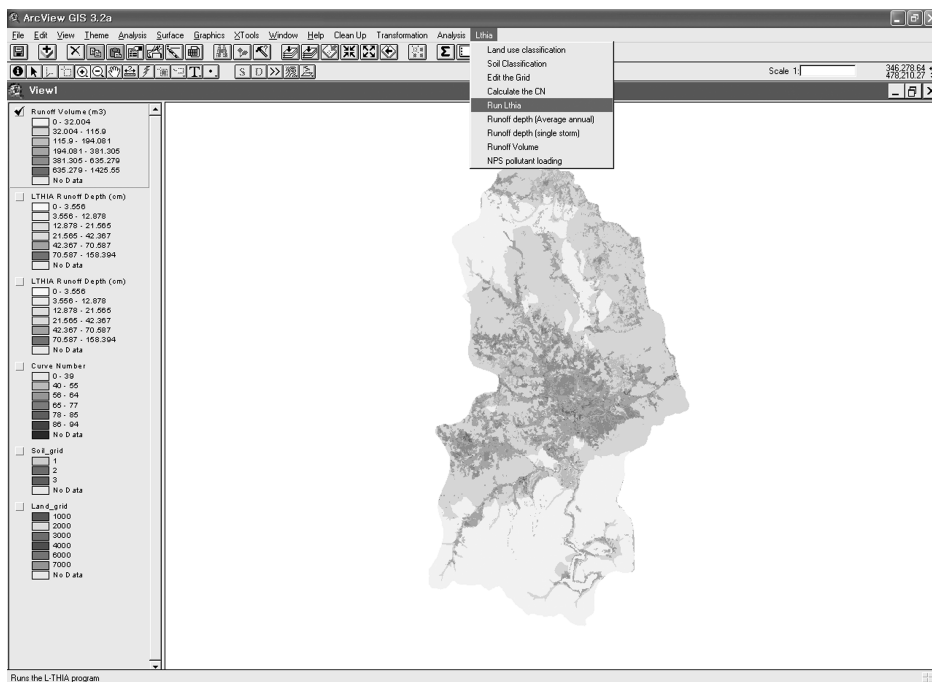 ArcView GIS 3.2a
File Edit View Theme Analysis Surface Graphics XTools Window Help Clean Up Transformation Analysis Lthia
Land use classification
Soil Classification
Edit the Grid
Calculate the CN
Run Lthia
Runoff depth (Average annual)
Runoff depth (single storm)
Runoff Volume
NPS pollutant loading
S D
Scale 1:
346,278.64
478,210.27
View1
Runoff Volume (m3)
0 - 32.004
32.004 - 115.9
115.9 - 194.081
194.081 - 381.305
381.305 - 635.279
635.279 - 1425.55
No Data
LTHIA Runoff Depth (cm)
0 - 3.556
3.556 - 12.878
12.878 - 21.565
21.565 - 42.367
42.367 - 70.587
70.587 - 158.394
No Data
LTHIA Runoff Depth (cm)
0 - 3.556
3.556 - 12.878
12.878 - 21.565
21.565 - 42.367
42.367 - 70.587
70.587 - 158.394
No Data
Curve Number
0 - 39
40 - 55
56 - 64
65 - 77
78 - 85
86 - 94
No Data
Soil_grid
1
2
3
No Data
Land_grid
1000
2000
3000
4000
6000
7000
No Data
Runs the L-THIA program